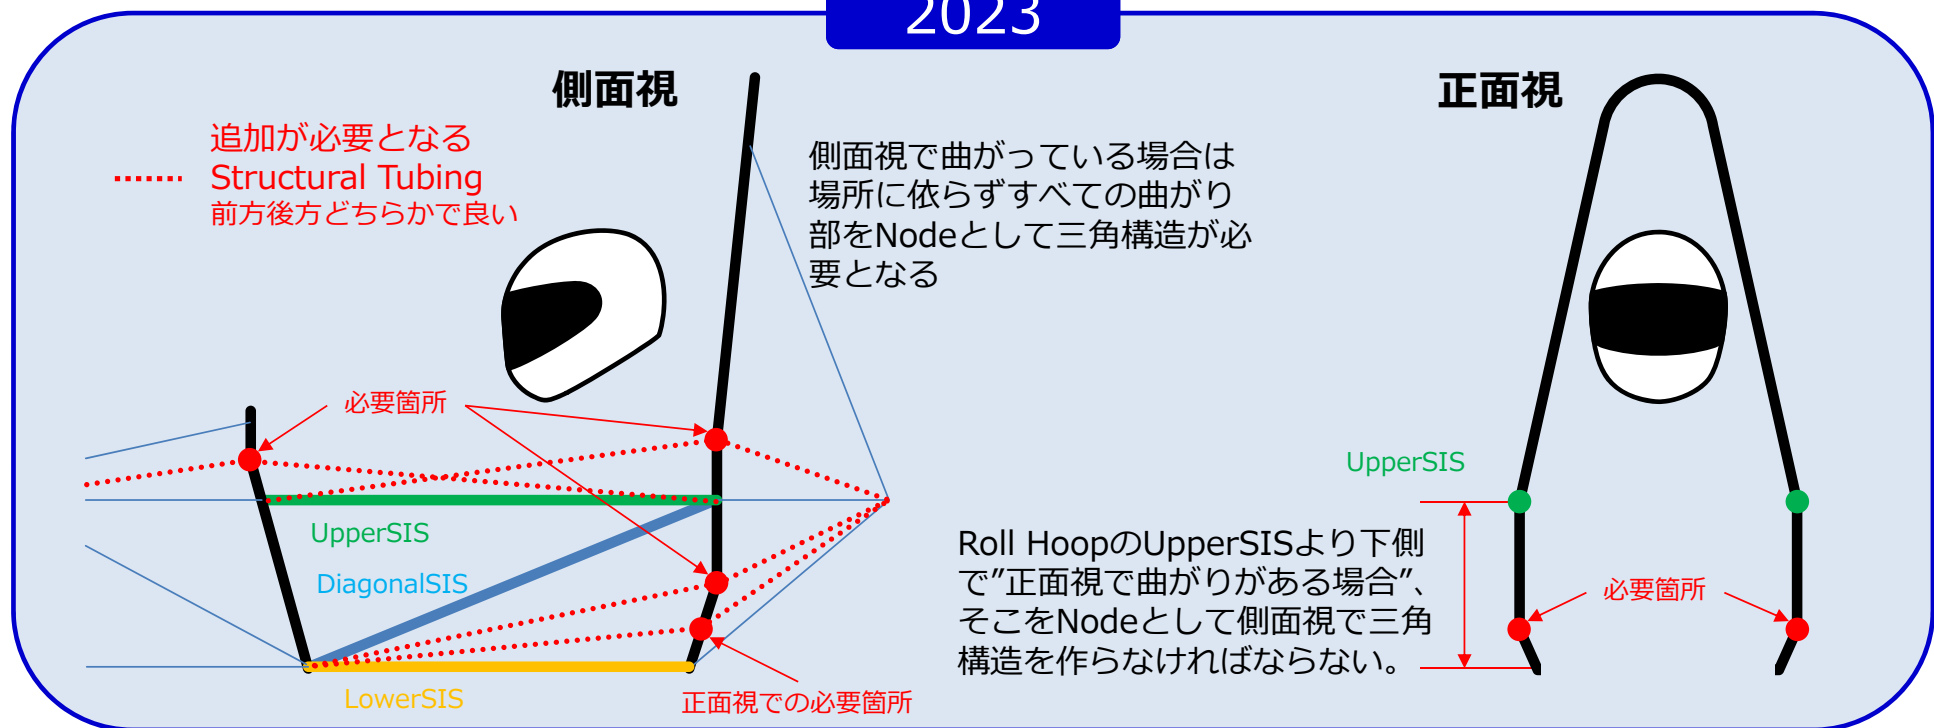 2023
側面視
正面視
追加が必要となる
Structural Tubing
前方後方どちらかで良い
側面視で曲がっている場合は
場所に依らずすべての曲がり
部をNodeとして三角構造が必
要となる
必要箇所
UpperSIS
DiagonalSIS
LowerSIS
正面視での必要箇所
UpperSIS
Roll HoopのUpperSISより下側
で”正面視で曲がりがある場合”、
そこをNodeとして側面視で三角
構造を作らなければならない。
必要箇所